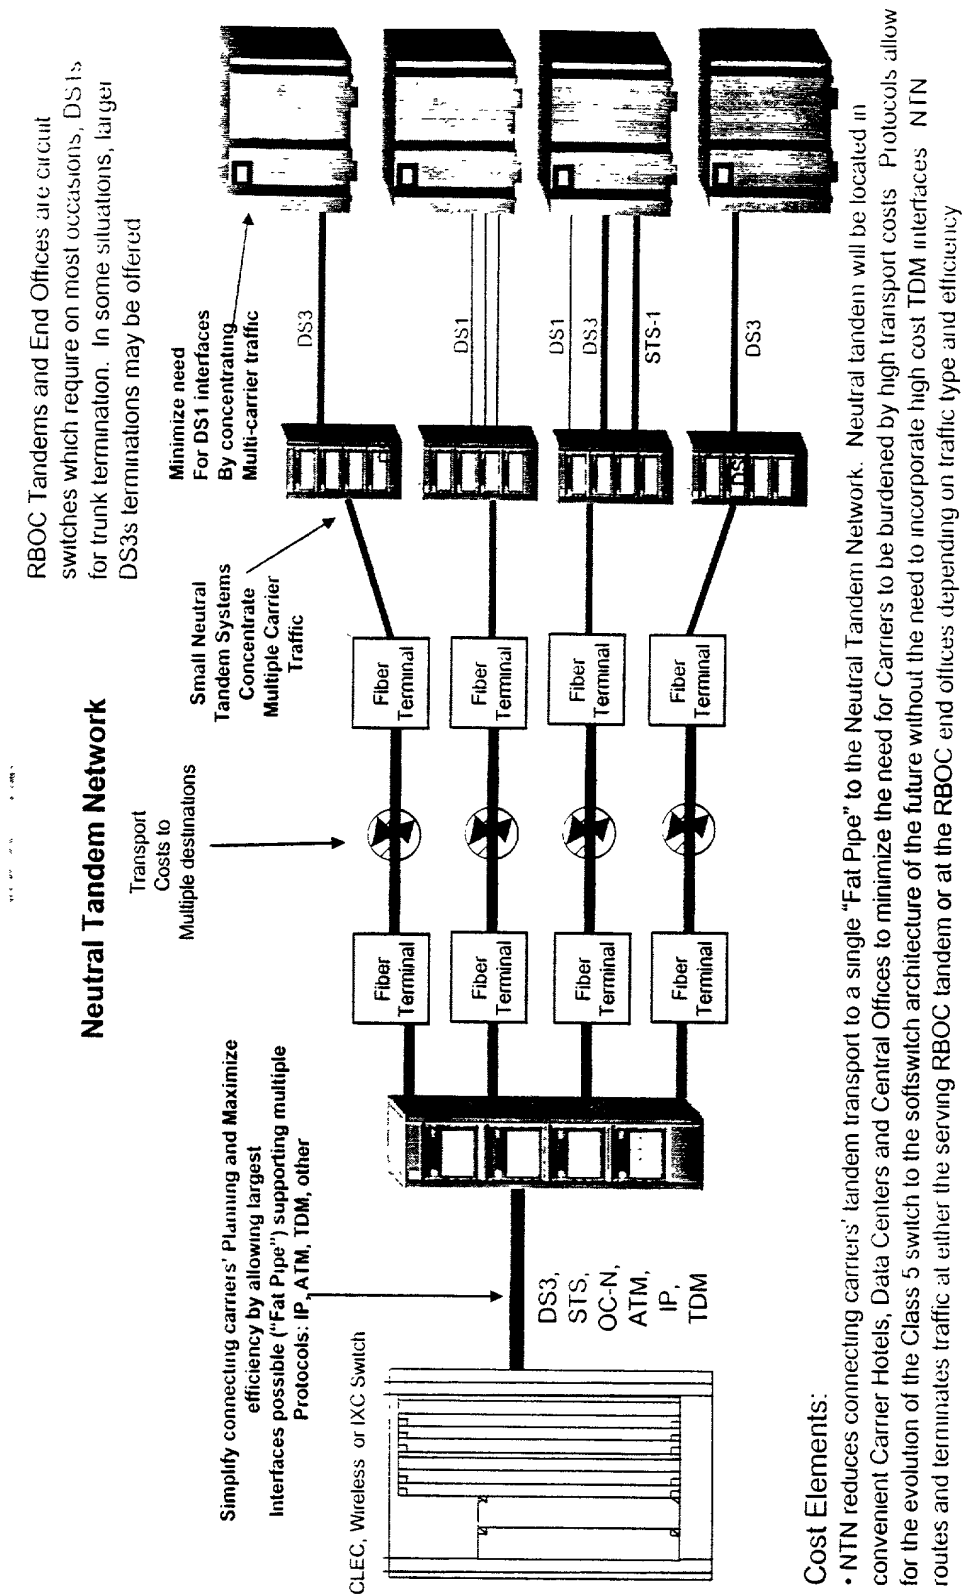 Neutral Tandem Network
RBOC Tandems and End Offices are circuit
switches which require on most occasions, DS1s
for trunk termination. In some situations, larger
DS3s terminations may be offered
Transport
Costs to
Multiple destinations
Simplify connecting carriers' Planning and Maximize
efficiency by allowing largest
Interfaces possible ("Fat Pipe") supporting multiple
Protocols: IP, ATM, TDM, other
Small Neutral
Tandem Systems
Concentrate
Multiple Carrier
Traffic
Minimize need
For DS1 interfaces
By concentrating
Multi-carrier traffic
CLEC, Wireless or IXC Switch
DS3,
STS,
OC-N,
ATM,
IP,
TDM
Fiber
Terminal
Fiber
Terminal
DS3
Fiber
Terminal
Fiber
Terminal
DS1
Fiber
Terminal
Fiber
Terminal
DS1
DS3
STS-1
Fiber
Terminal
Fiber
Terminal
DS3
Cost Elements:
• NTN reduces connecting carriers' tandem transport to a single "Fat Pipe" to the Neutral Tandem Network. Neutral tandem will be located in
convenient Carrier Hotels, Data Centers and Central Offices to minimize the need for Carriers to be burdened by high transport costs Protocols allow
for the evolution of the Class 5 switch to the softswitch architecture of the future without the need to incorporate high cost TDM interfaces NTN
routes and terminates traffic at either the serving RBOC tandem or at the RBOC end offices depending on traffic type and efficiency